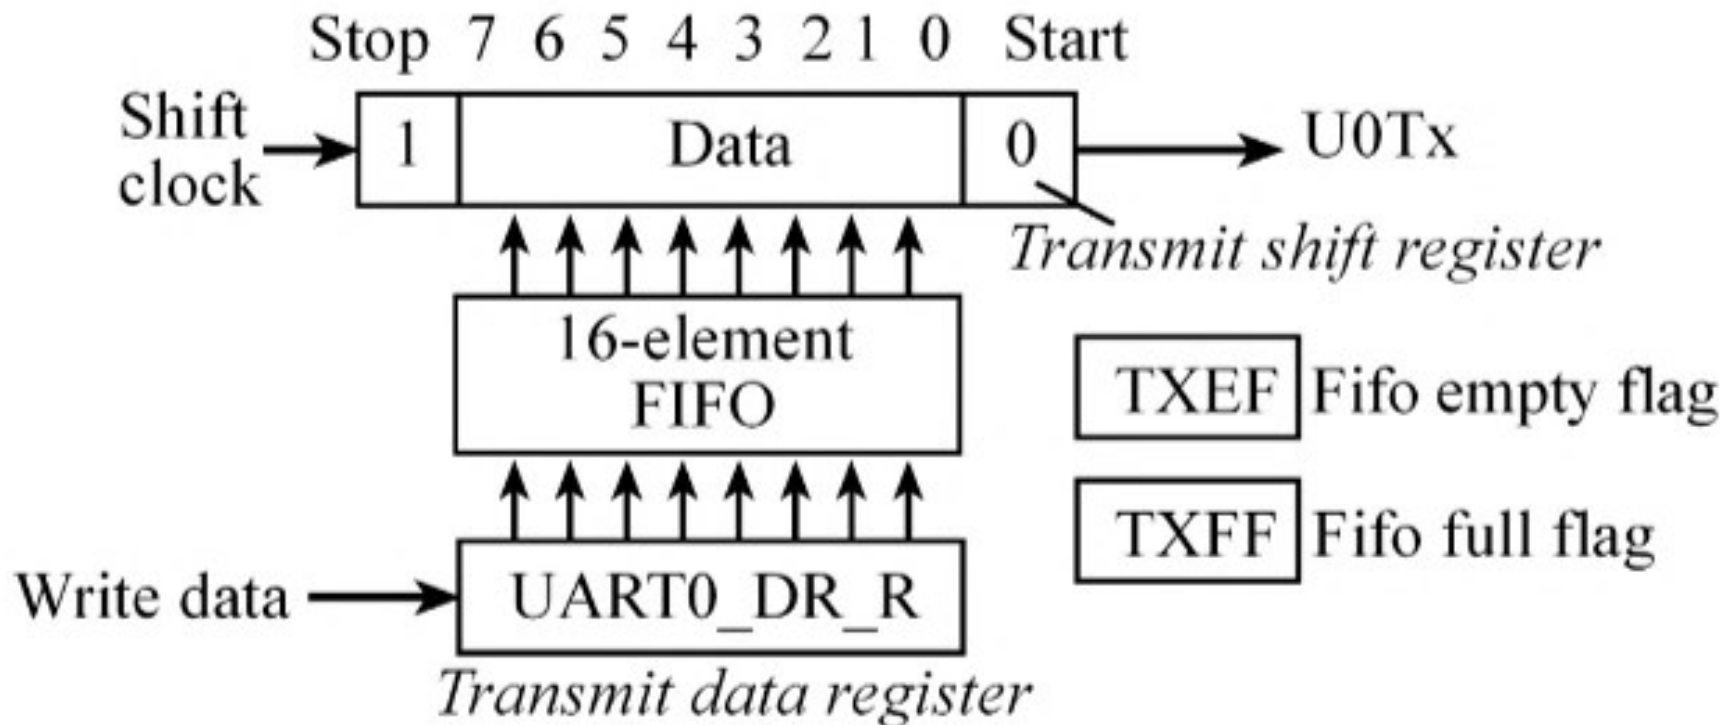 Stop 7 6 5 4 3 2 1 0 Start
Shift
clock
1
Data
0
U0Tx
Transmit shift register
16-element
FIFO
TXEF Fifo empty flag
TXFF Fifo full flag
Write data
UART0_DR_R
Transmit data register